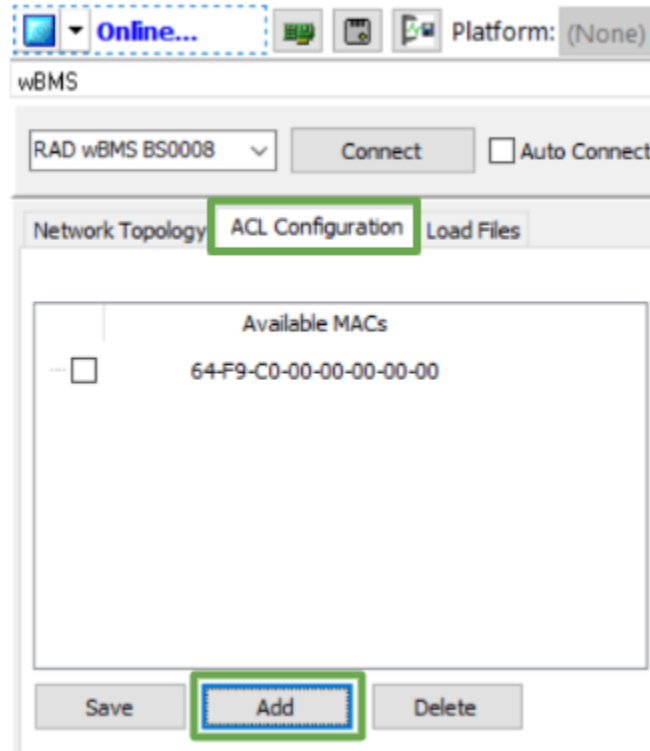 Online... Platform: (None)
wBMS
RAD wBMS BS0008 Connect Auto Connect
Network Topology ACL Configuration Load Files
Available MACs
64-F9-C0-00-00-00-00-00
Save Add Delete